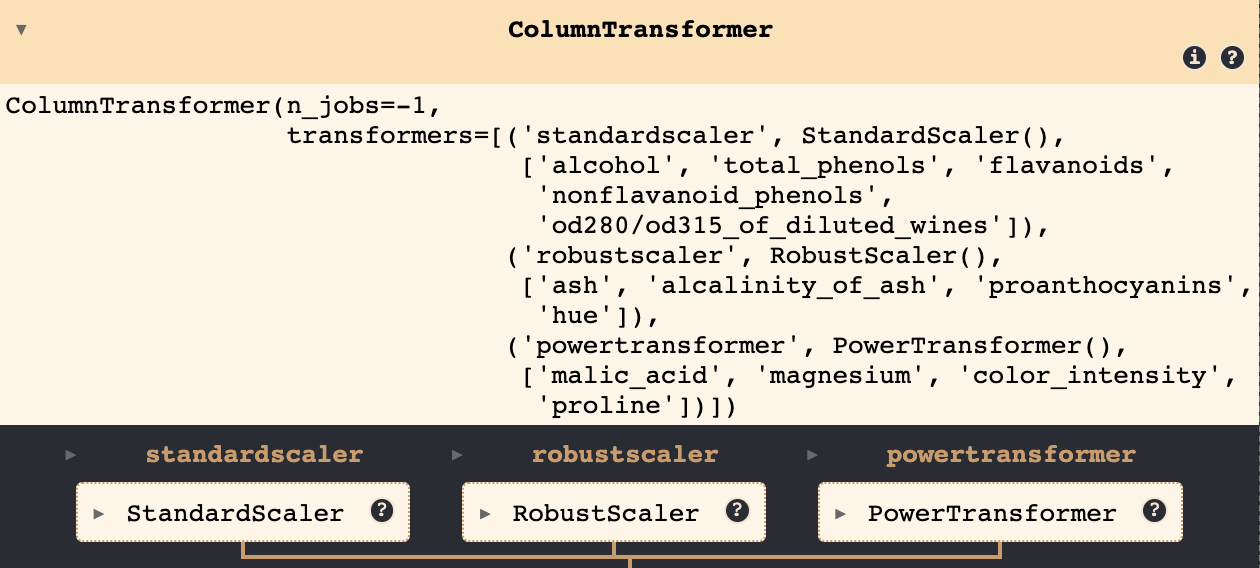 ColumnTransformer
ColumnTransformer(n_jobs=-1,
                  transformers=[('standardscaler', StandardScaler(),
                                 ['alcohol', 'total_phenols', 'flavanoids',
                                  'nonflavanoid_phenols',
                                  'od280/od315_of_diluted_wines']),
                                ('robustscaler', RobustScaler(),
                                 ['ash', 'alcalinity_of_ash', 'proanthocyanins',
                                  'hue']),
                                ('powertransformer', PowerTransformer(),
                                 ['malic_acid', 'magnesium', 'color_intensity',
                                  'proline'])])
standardscaler robustscaler powertransformer
StandardScaler ? RobustScaler ? PowerTransformer ?